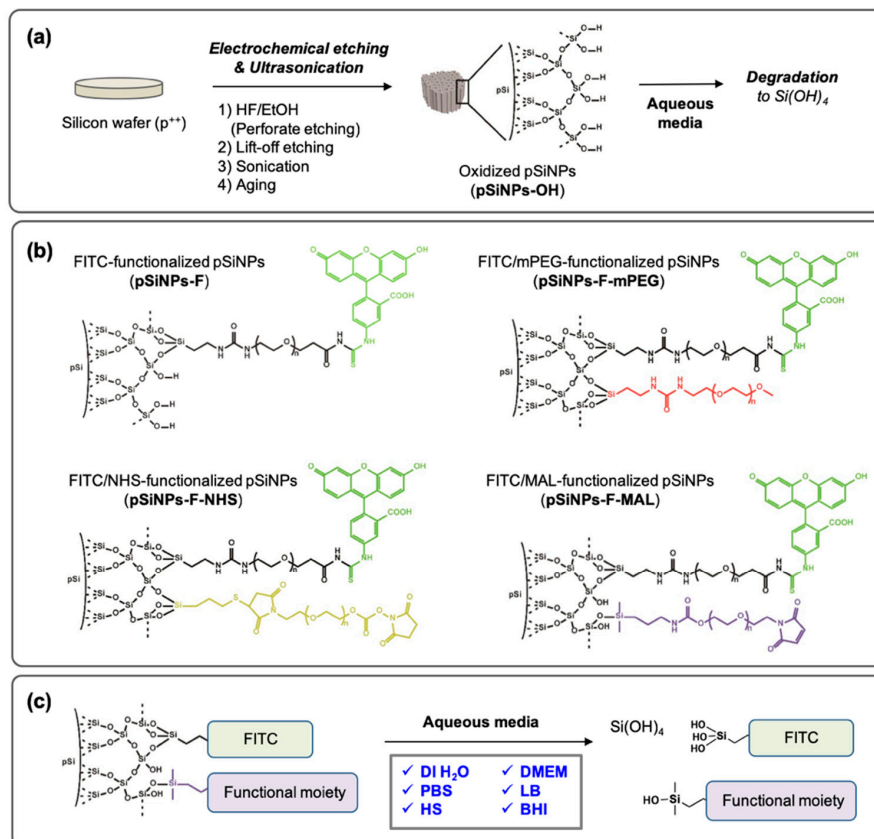 (a)
Electrochemical etching
& Ultrasonication
Silicon wafer (p++)
1) HF/EtOH
(Perforate etching)
2) Lift-off etching
3) Sonication
4) Aging
pSi
Oxidized pSiNPs
(pSiNPs-OH)
Aqueous
media
Degradation
to Si(OH)4
(b)
FITC-functionalized pSiNPs
(pSiNPs-F)
FITC/mPEG-functionalized pSiNPs
(pSiNPs-F-mPEG)
FITC/NHS-functionalized pSiNPs
(pSiNPs-F-NHS)
FITC/MAL-functionalized pSiNPs
(pSiNPs-F-MAL)
(c)
pSi
FITC
Functional moiety
Aqueous media
✓ DI H2O
✓ PBS
✓ HS
✓ DMEM
✓ LB
✓ BHI
Si(OH)4
FITC
Functional moiety